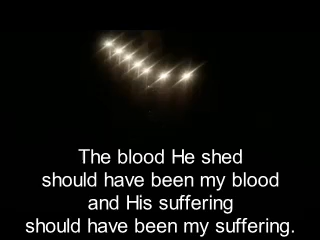 The blood He shed
should have been my blood
and His suffering
should have been my suffering.